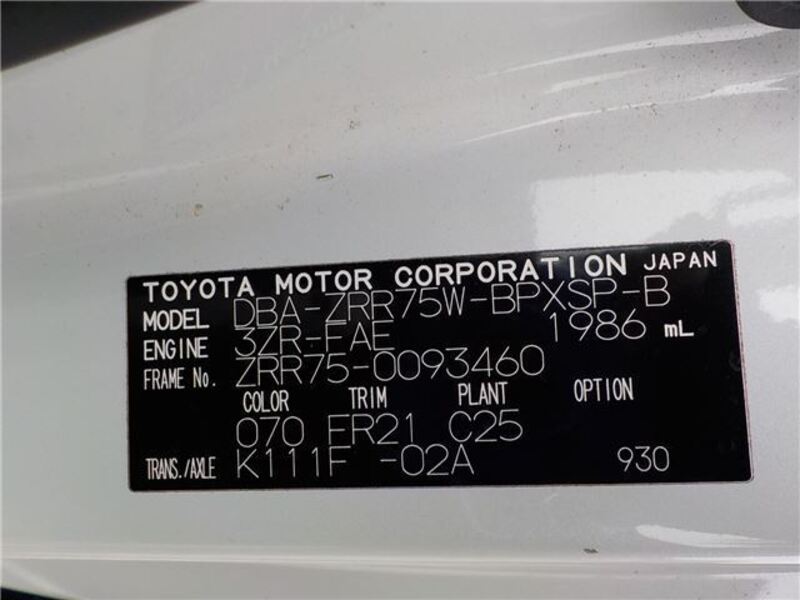 TOYOTA MOTOR CORPORATION JAPAN
MODEL DBA-ZRR75W-BPXSP-B
ENGINE 3ZR-FAE 1986 mL
FRAME No. ZRR75-0093460
COLOR TRIM PLANT OPTION
070 FR21 C25
TRANS./AXLE K111F -02A 930